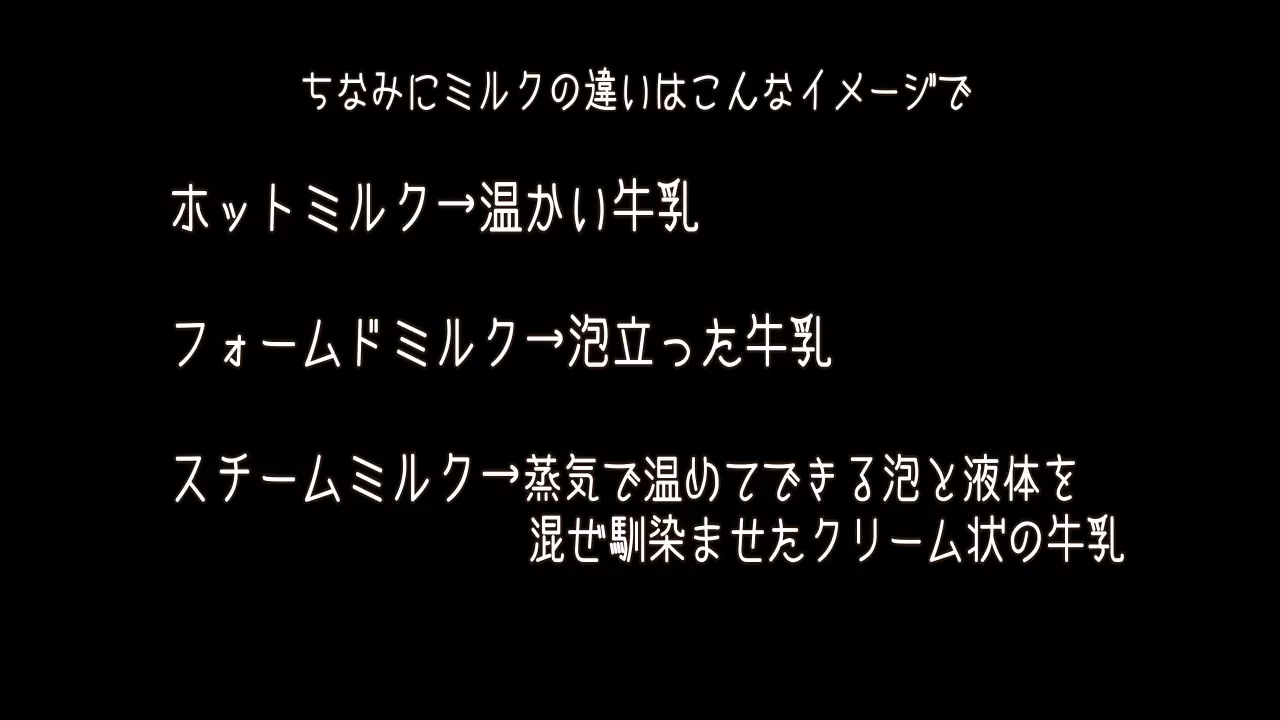 ちなみにミルクの違いはこんなイメージで
ホットミルク→温かい牛乳
フォームドミルク→泡立った牛乳
スチームミルク→蒸気で温めてできる泡と液体を
混ぜ馴染ませたクリーム状の牛乳